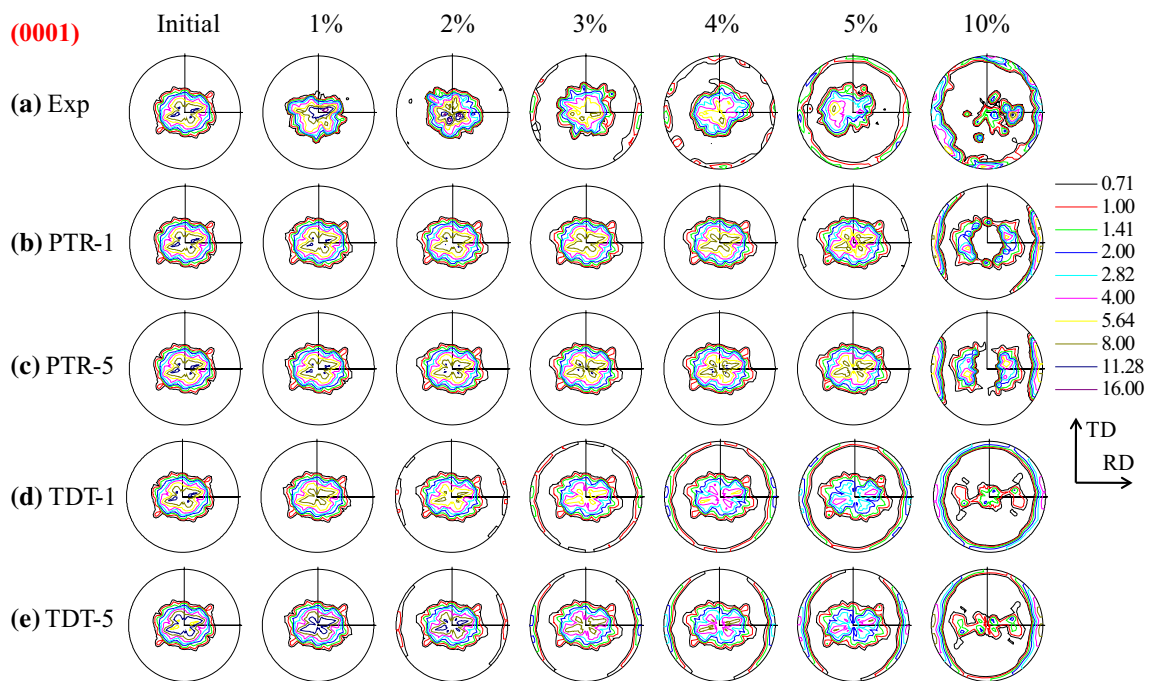 (0001) Initial 1% 2% 3% 4% 5% 10%
(a) Exp
(b) PTR-1
(c) PTR-5
(d) TDT-1
(e) TDT-5
0.71
1.00
1.41
2.00
2.82
4.00
5.64
8.00
11.28
16.00
TD
RD